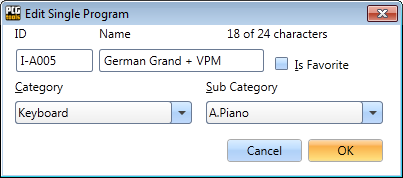 PCG TOOLS Edit Single Program
ID Name 18 of 24 characters
I-A005 German Grand + VPM Is Favorite
Category Sub Category
Keyboard A.Piano
Cancel OK